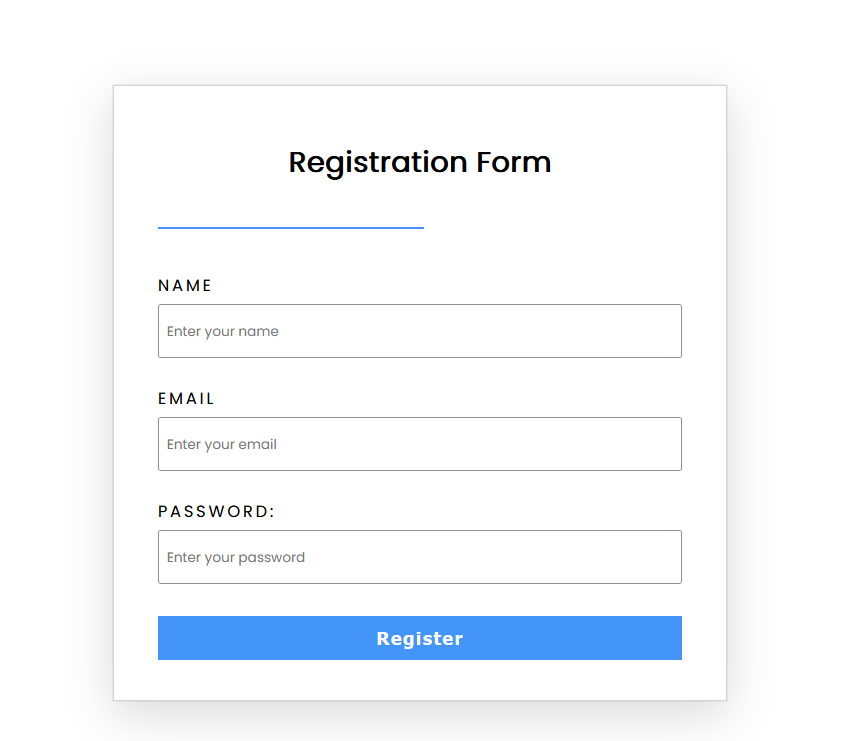 Registration Form
NAME
Enter your name
EMAIL
Enter your email
PASSWORD:
Enter your password
Register